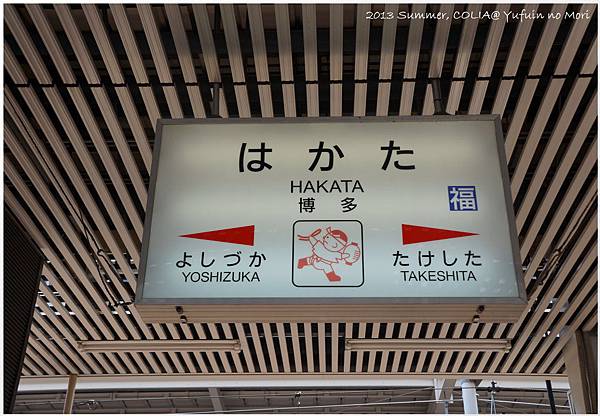 2013 Summer, COLIA@ Yufuin no Mori
はかた
HAKATA
博多
福
よしづか
YOSHIZUKA
たけした
TAKESHITA